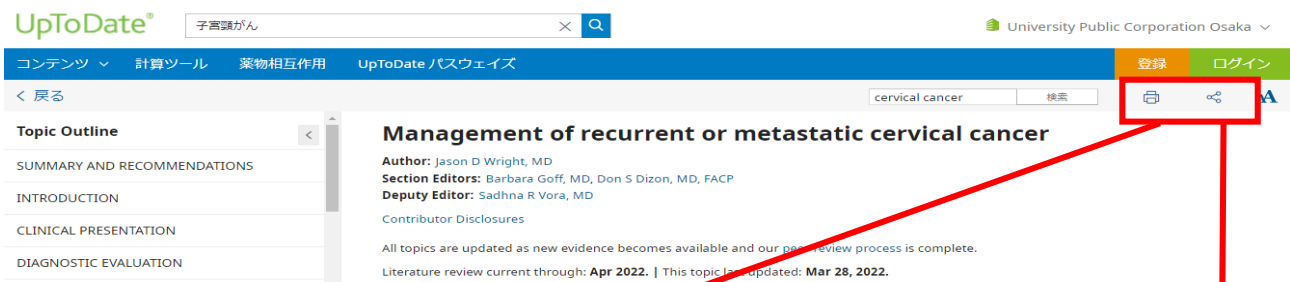 UpToDate®
子宮頸がん
University Public Corporation Osaka
コンテンツ 計算ツール 薬物相互作用 UpToDate パスウェイズ 登録 ログイン
< 戻る cervical cancer 検索 A
Topic Outline
SUMMARY AND RECOMMENDATIONS
INTRODUCTION
CLINICAL PRESENTATION
DIAGNOSTIC EVALUATION
Management of recurrent or metastatic cervical cancer
Author: Jason D Wright, MD
Section Editors: Barbara Goff, MD, Don S Dizon, MD, FACP
Deputy Editor: Sadhna R Vora, MD
Contributor Disclosures
All topics are updated as new evidence becomes available and our peer review process is complete.
Literature review current through: Apr 2022. | This topic last updated: Mar 28, 2022.